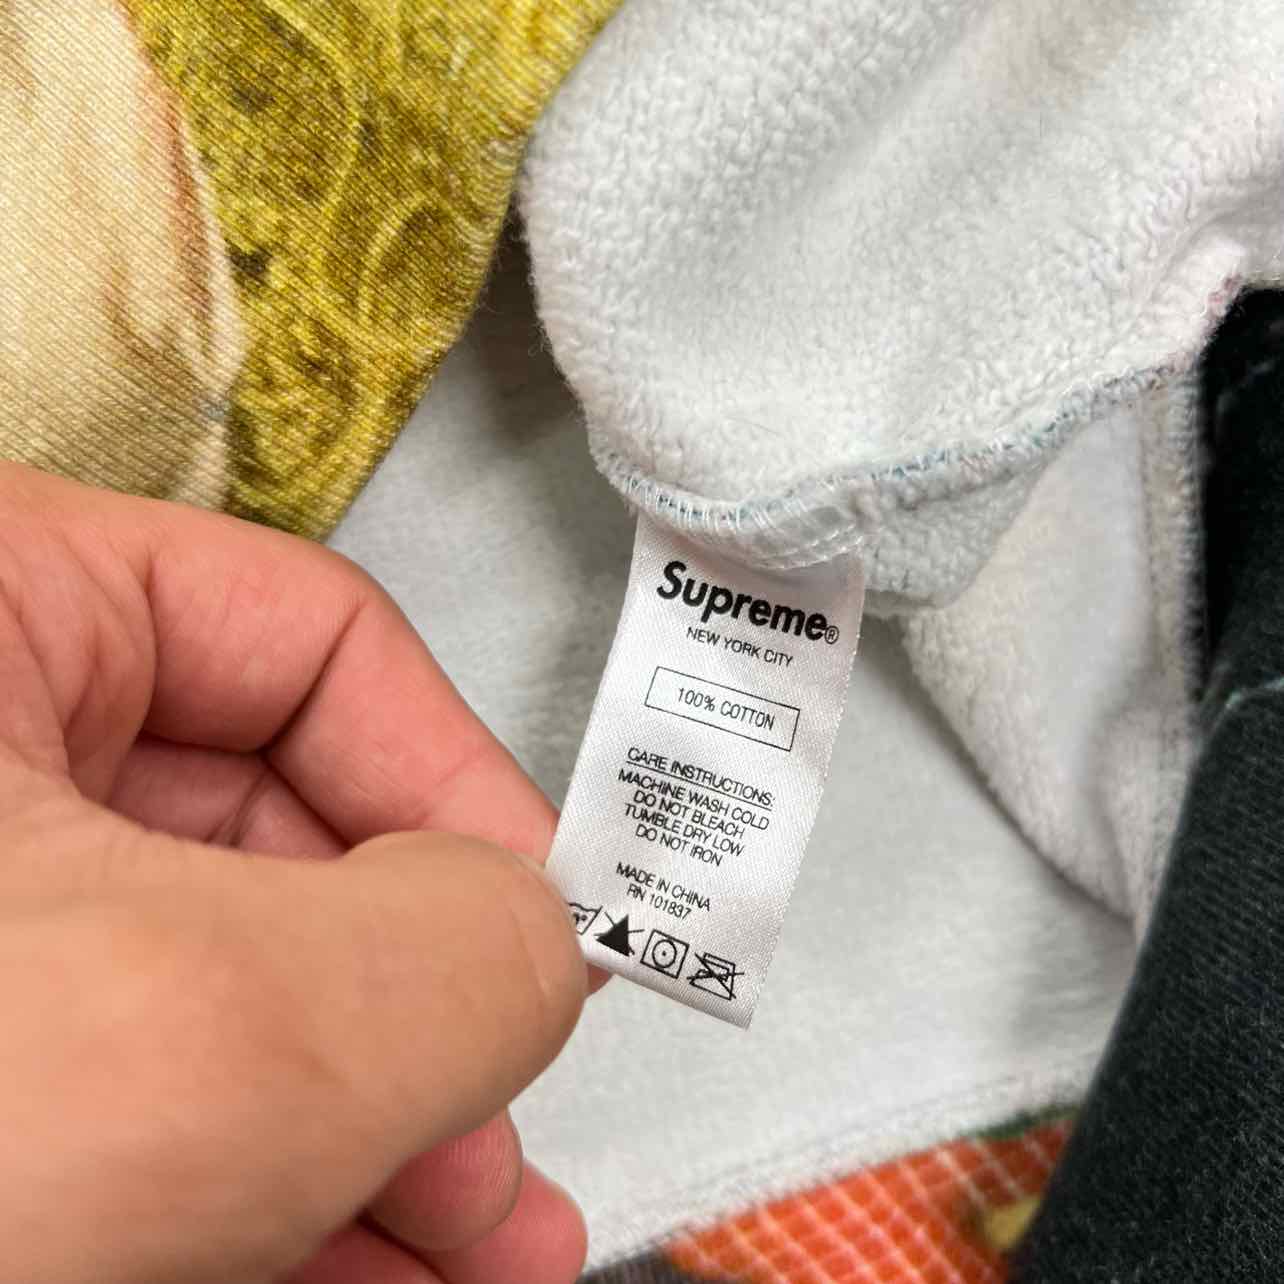 Supreme®
NEW YORK CITY
100% COTTON
CARE INSTRUCTIONS:
MACHINE WASH COLD
DO NOT BLEACH
TUMBLE DRY LOW
DO NOT IRON
MADE IN CHINA
RN 101837